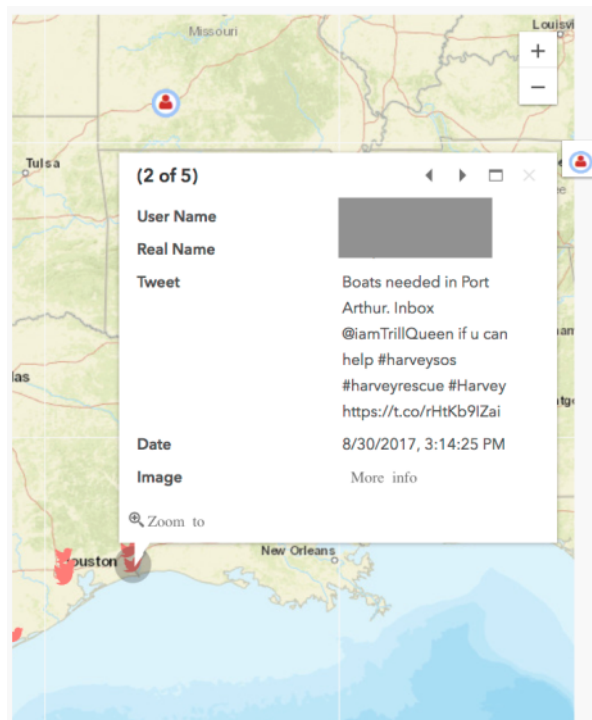 Missouri
Louisvi
+
−
Tulsa
(2 of 5)
User Name
Real Name
Tweet
Boats needed in Port
Arthur. Inbox
@iamTrillQueen if u can
help #harveysos
#harveyrescue #Harvey
https://t.co/rHtKb9IZai
las
Date
8/30/2017, 3:14:25 PM
Image
More info
Zoom to
ouston
New Orleans